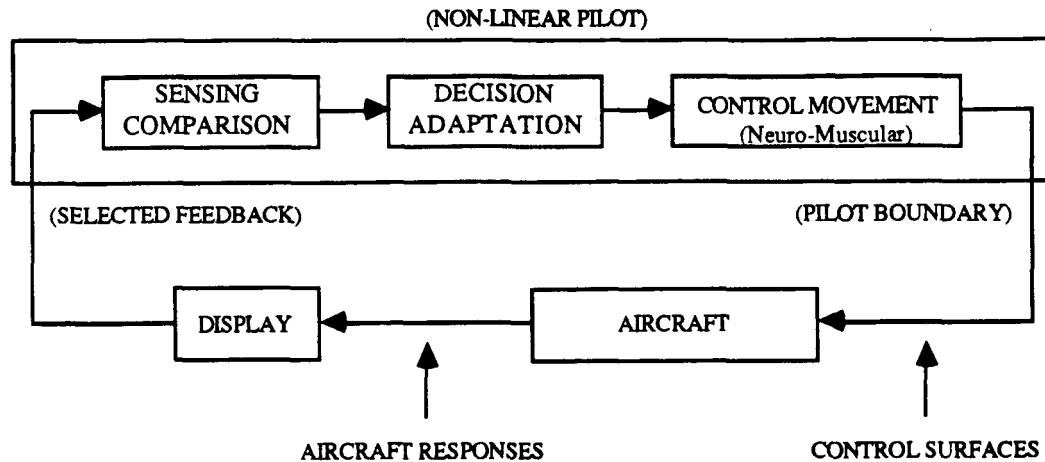 (NON-LINEAR PILOT)
SENSING
COMPARISON
DECISION
ADAPTATION
CONTROL MOVEMENT
(Neuro-Muscular)
(SELECTED FEEDBACK)
(PILOT BOUNDARY)
DISPLAY
AIRCRAFT
AIRCRAFT RESPONSES
CONTROL SURFACES